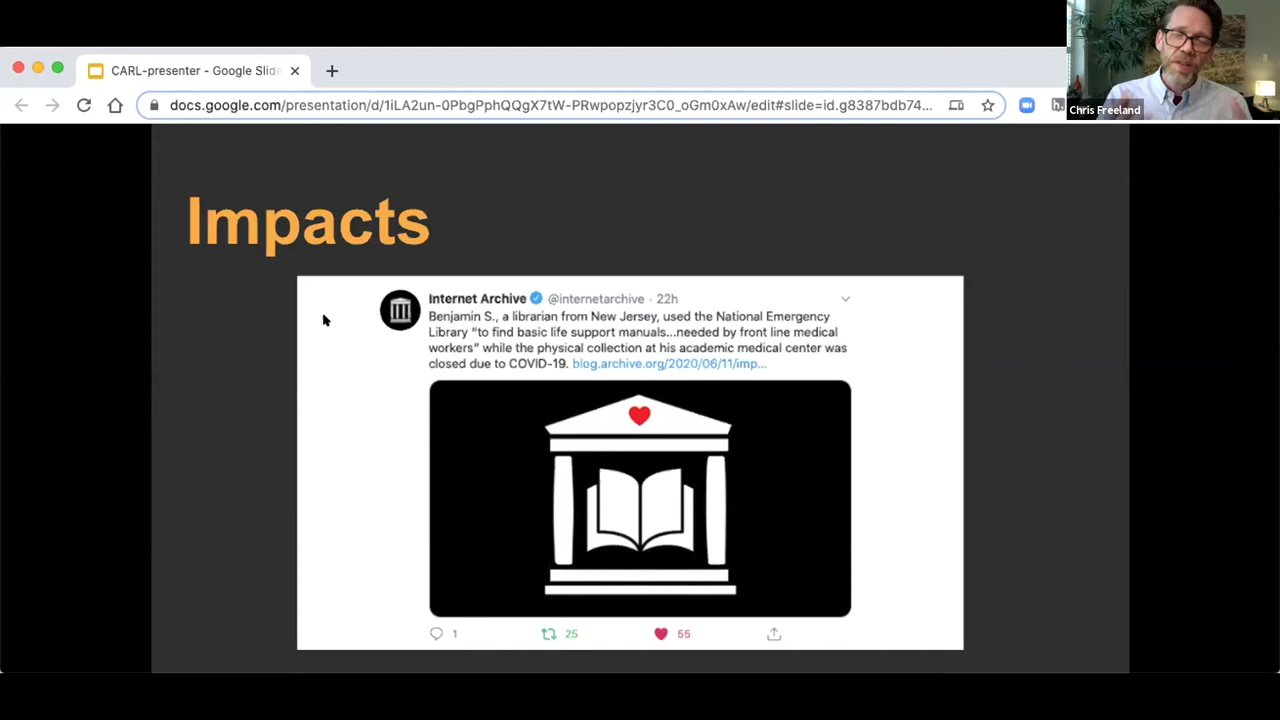 CARL-presenter - Google Slide
docs.google.com/presentation/d/1iLA2un-0PbgPphQQgX7tW-PRwpopzjyr3C0_oGm0xAw/edit#slide=id.g8387bdb74...
h.
Chris Freeland
Impacts
Internet Archive @internetarchive · 22h
Benjamin S., a librarian from New Jersey, used the National Emergency
Library "to find basic life support manuals...needed by front line medical
workers" while the physical collection at his academic medical center was
closed due to COVID-19. blog.archive.org/2020/06/11/imp...
1
25
55